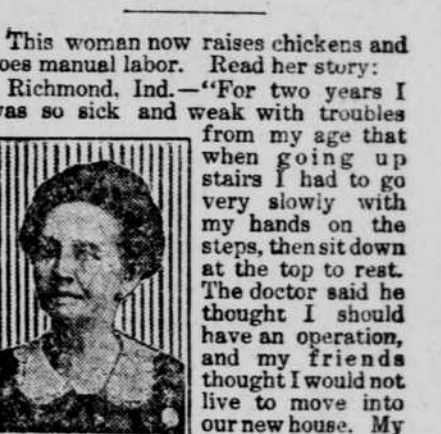 This woman now raises chickens and
oes manual labor. Read her story:
Richmond, Ind.—"For two years I
was so sick and weak with troubles
from my age that
when going up
stairs I had to go
very slowly with
my hands on the
steps, then sit down
at the top to rest.
The doctor said he
thought I should
have an operation,
and my friends
thought I would not
live to move into
our new house. My